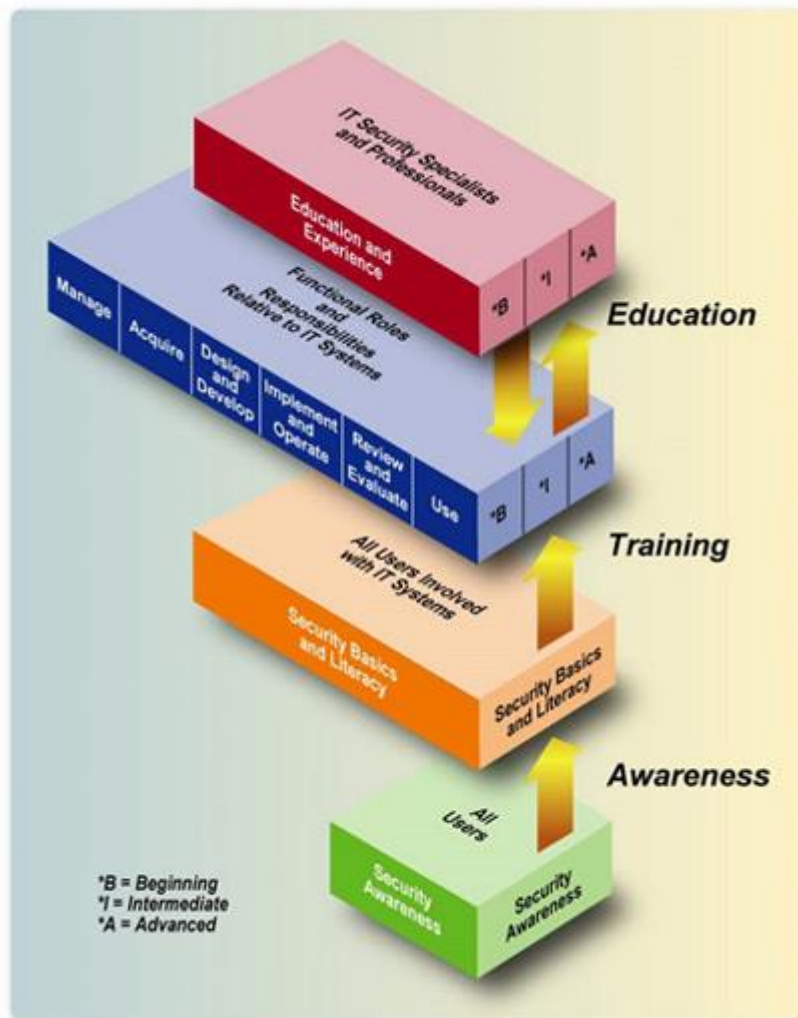 IT Security Specialists
and Professionals
Education and
Experience
*B
*I
*A
Education
Functional Roles
and
Responsibilities
Relative to IT Systems
Manage
Acquire
Design
and
Develop
Implement
and
Operate
Review
and
Evaluate
Use
*B
*I
*A
Training
All Users Involved
with IT Systems
Security Basics
and Literacy
Security Basics
and Literacy
Awareness
All
Users
Security
Awareness
Security
Awareness
*B = Beginning
*I = Intermediate
*A = Advanced